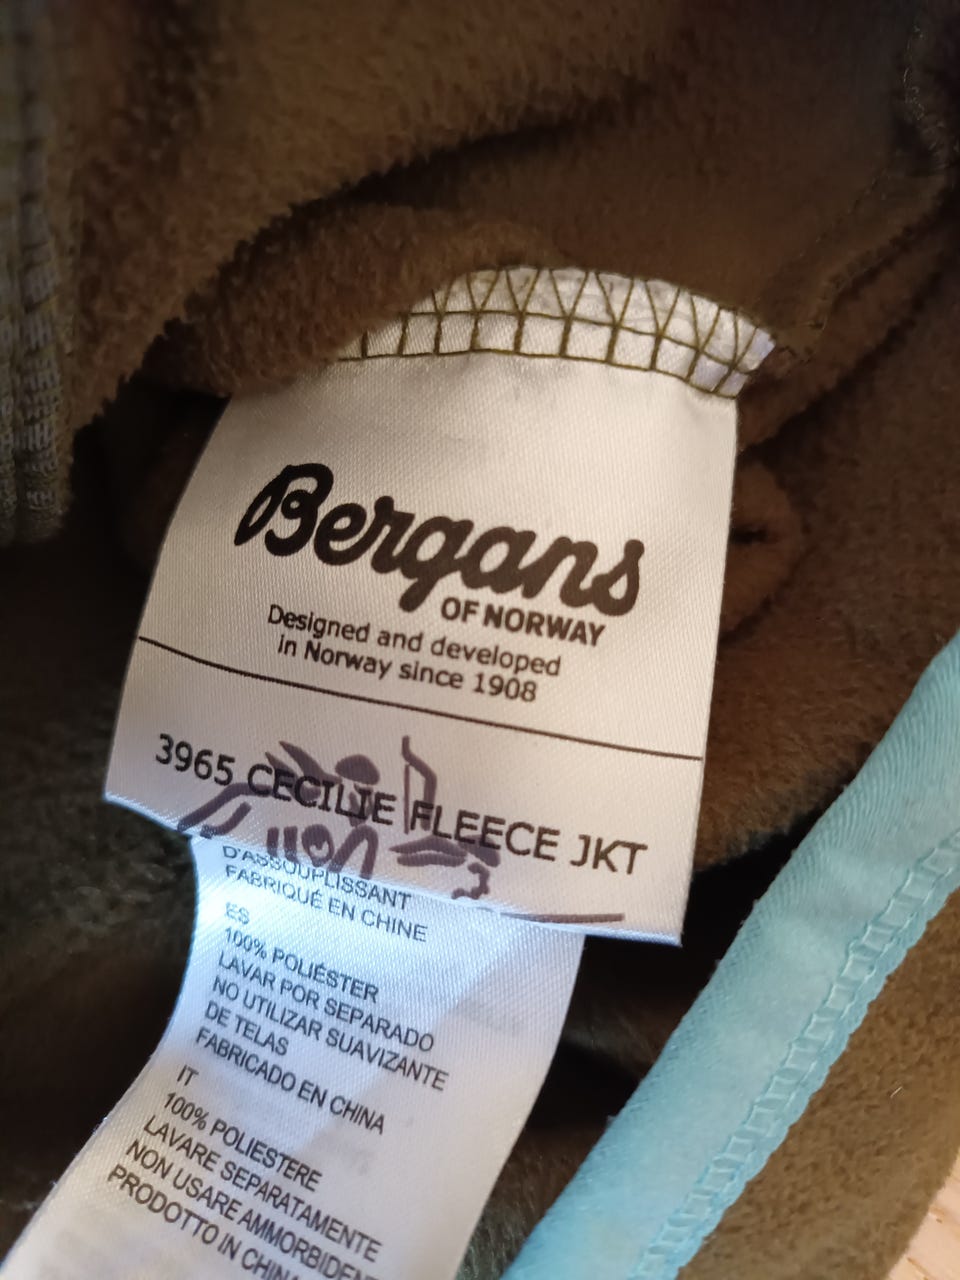 Bergans
OF NORWAY
Designed and developed
in Norway since 1908
3965 CECILIE FLEECE JKT
D'ASSOUPLISSANT
FABRIQUÉ EN CHINE
ES
100% POLIÉSTER
LAVAR POR SEPARADO
NO UTILIZAR SUAVIZANTE
DE TELAS
FABRICADO EN CHINA
IT
100% POLIESTERE
LAVARE SEPARATAMENTE
NON USARE AMMORBIDEN
PRODOTTO IN CHINA